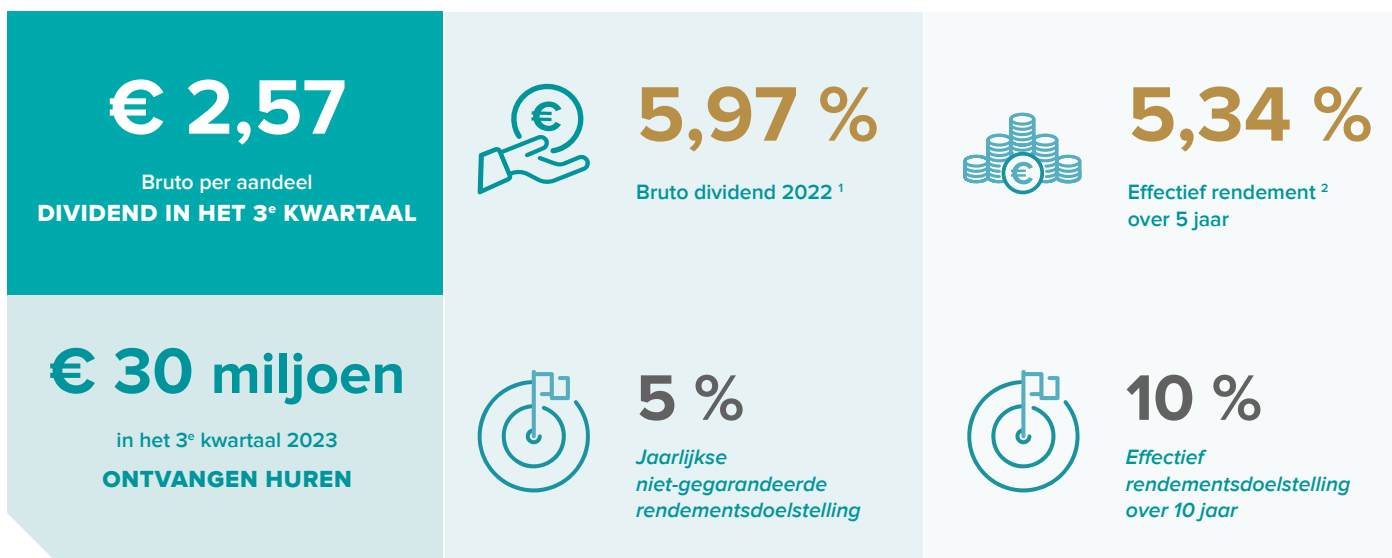 € 2,57
Bruto per aandeel
DIVIDEND IN HET 3e KWARTAAL
€ 30 miljoen
in het 3e kwartaal 2023
ONTVANGEN HUREN
€
5,97 %
Bruto dividend 2022 1
5 %
Jaarlijkse
niet-gegarandeerde
rendementsdoelstelling
€
5,34 %
Effectief rendement 2
over 5 jaar
10 %
Effectief
rendementsdoelstelling
over 10 jaar